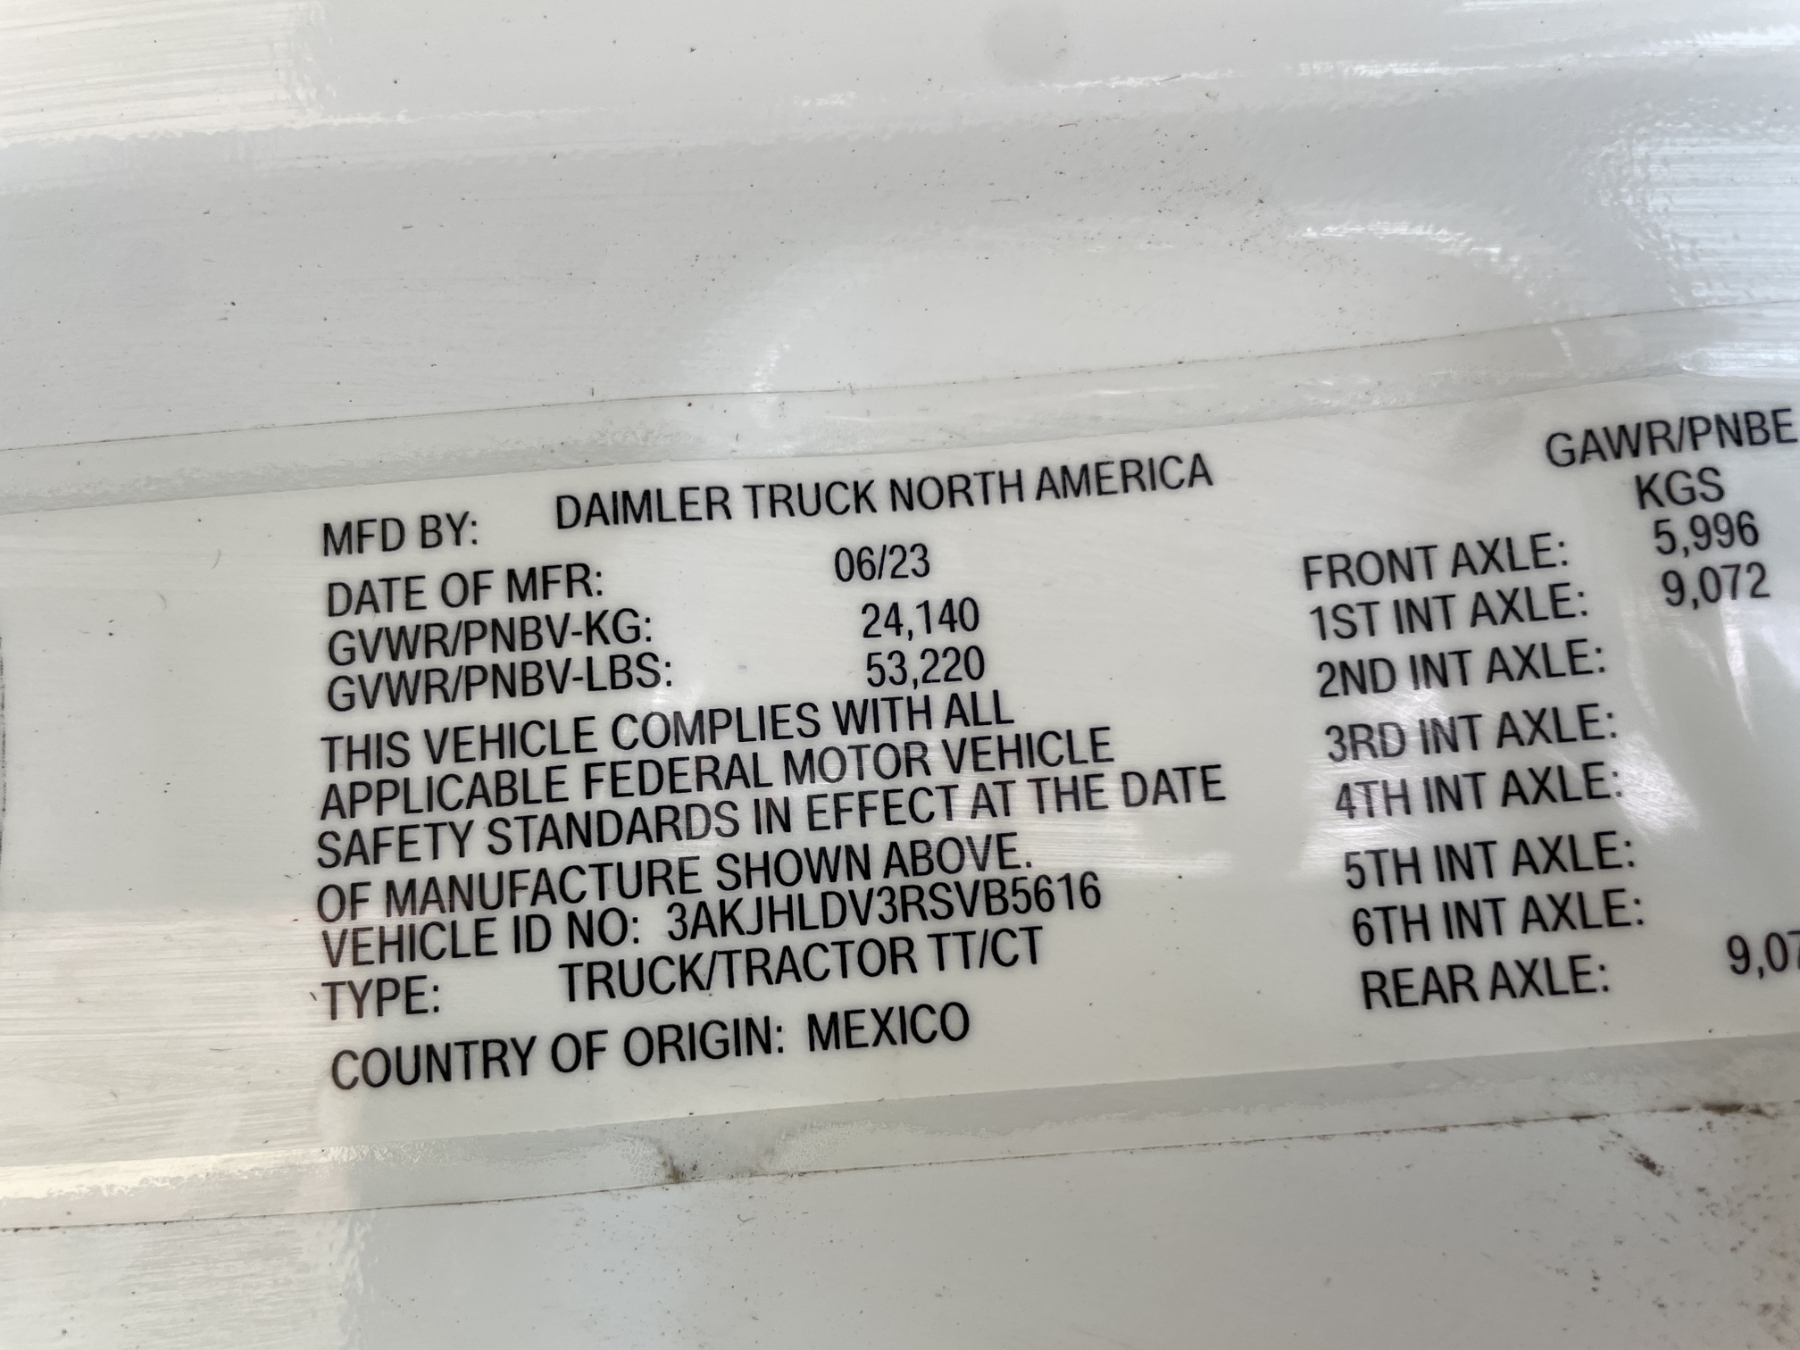 MFD BY: DAIMLER TRUCK NORTH AMERICA
DATE OF MFR: 06/23
GVWR/PNBV-KG: 24,140
GVWR/PNBV-LBS: 53,220
THIS VEHICLE COMPLIES WITH ALL
APPLICABLE FEDERAL MOTOR VEHICLE
SAFETY STANDARDS IN EFFECT AT THE DATE
OF MANUFACTURE SHOWN ABOVE.
VEHICLE ID NO: 3AKJHLDV3RSVB5616
TYPE: TRUCK/TRACTOR TT/CT
COUNTRY OF ORIGIN: MEXICO
GAWR/PNBE
KGS
FRONT AXLE: 5,996
1ST INT AXLE: 9,072
2ND INT AXLE:
3RD INT AXLE:
4TH INT AXLE:
5TH INT AXLE:
6TH INT AXLE:
REAR AXLE: